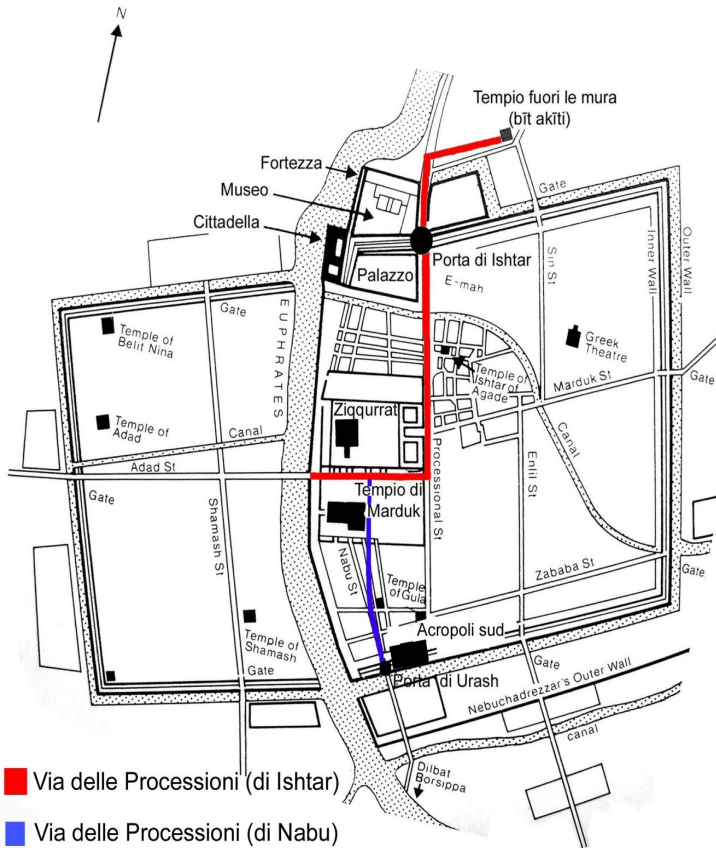 N
Tempio fuori le mura
(bīt akīti)
Fortezza
Museo
Cittadella
Gate
Porta di Ishtar
Palazzo
E-mah
Sin St
Inner Wall
Outer Wall
EUPHRATES
Gate
Temple of
Belit Nina
Greek
Theatre
Temple of
Ishtar of
Agade
Marduk St
Gate
Temple of
Adad
Ziqqurrat
Canal
Adad St
Canal
Processional St
Enlil St
Tempio di
Marduk
Gate
Shamash St
Nabu St
Temple
of Gula
Zababa St
Gate
Temple of
Shamash
Acropoli sud
Gate
Gate
Porta di Urash
Nebuchadrezzar's Outer Wall
canal
Dilbat
Borsippa
Via delle Processioni (di Ishtar)
Via delle Processioni (di Nabu)